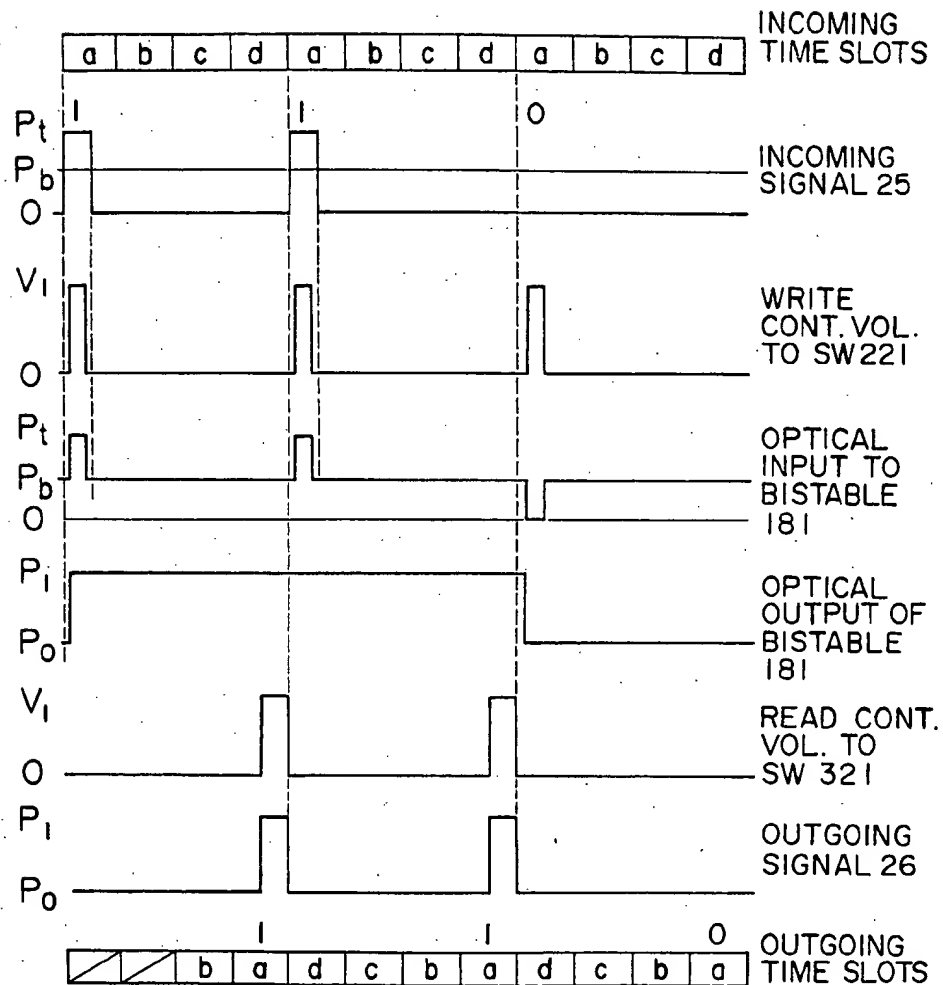 INCOMING
TIME SLOTS
a b c d a b c d a b c d
1 1 0
Pt
Pb
0
INCOMING
SIGNAL 25
V1
0
WRITE
CONT. VOL.
TO SW221
Pt
Pb
0
OPTICAL
INPUT TO
BISTABLE
181
P1
Po
OPTICAL
OUTPUT OF
BISTABLE
181
V1
0
READ CONT.
VOL. TO
SW 321
P1
Po
OUTGOING
SIGNAL 26
1 1 0
b a d c b a d c b a
OUTGOING
TIME SLOTS